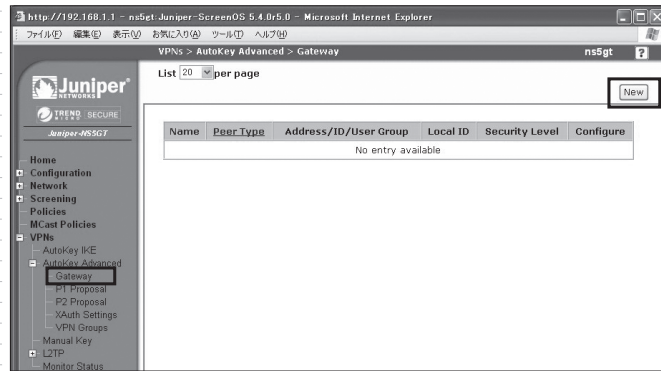 http://192.168.1.1 - ns5gt:Juniper-ScreenOS 5.4.0r5.0 - Microsoft Internet Explorer
ファイル(F) 編集(E) 表示(V) お気に入り(A) ツール(T) ヘルプ(H)
VPNs > AutoKey Advanced > Gateway
ns5gt ?
List 20 per page
New
Juniper
NETWORKS
TREND MICRO SECURE
Juniper-NS5GT
Name Peer Type Address/ID/User Group Local ID Security Level Configure
No entry available
Home
Configuration
Network
Screening
Policies
MCast Policies
VPNs
AutoKey IKE
AutoKey Advanced
Gateway
P1 Proposal
P2 Proposal
XAuth Settings
VPN Groups
Manual Key
L2TP
Monitor Status